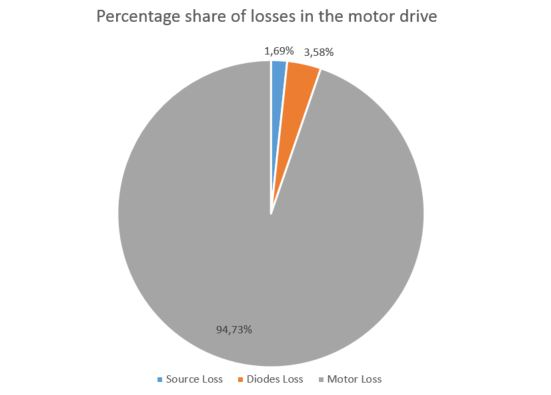 Percentage share of losses in the motor drive
1,69% 3,58%
94,73%
Source Loss Diodes Loss Motor Loss